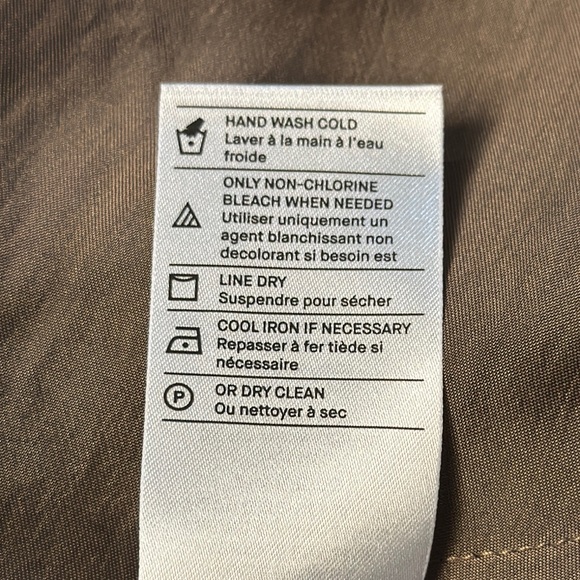 HAND WASH COLD
Laver à la main à l'eau
froide
ONLY NON-CHLORINE
BLEACH WHEN NEEDED
Utiliser uniquement un
agent blanchissant non
decolorant si besoin est
LINE DRY
Suspendre pour sécher
COOL IRON IF NECESSARY
Repasser à fer tiède si
nécessaire
P
OR DRY CLEAN
Ou nettoyer à sec